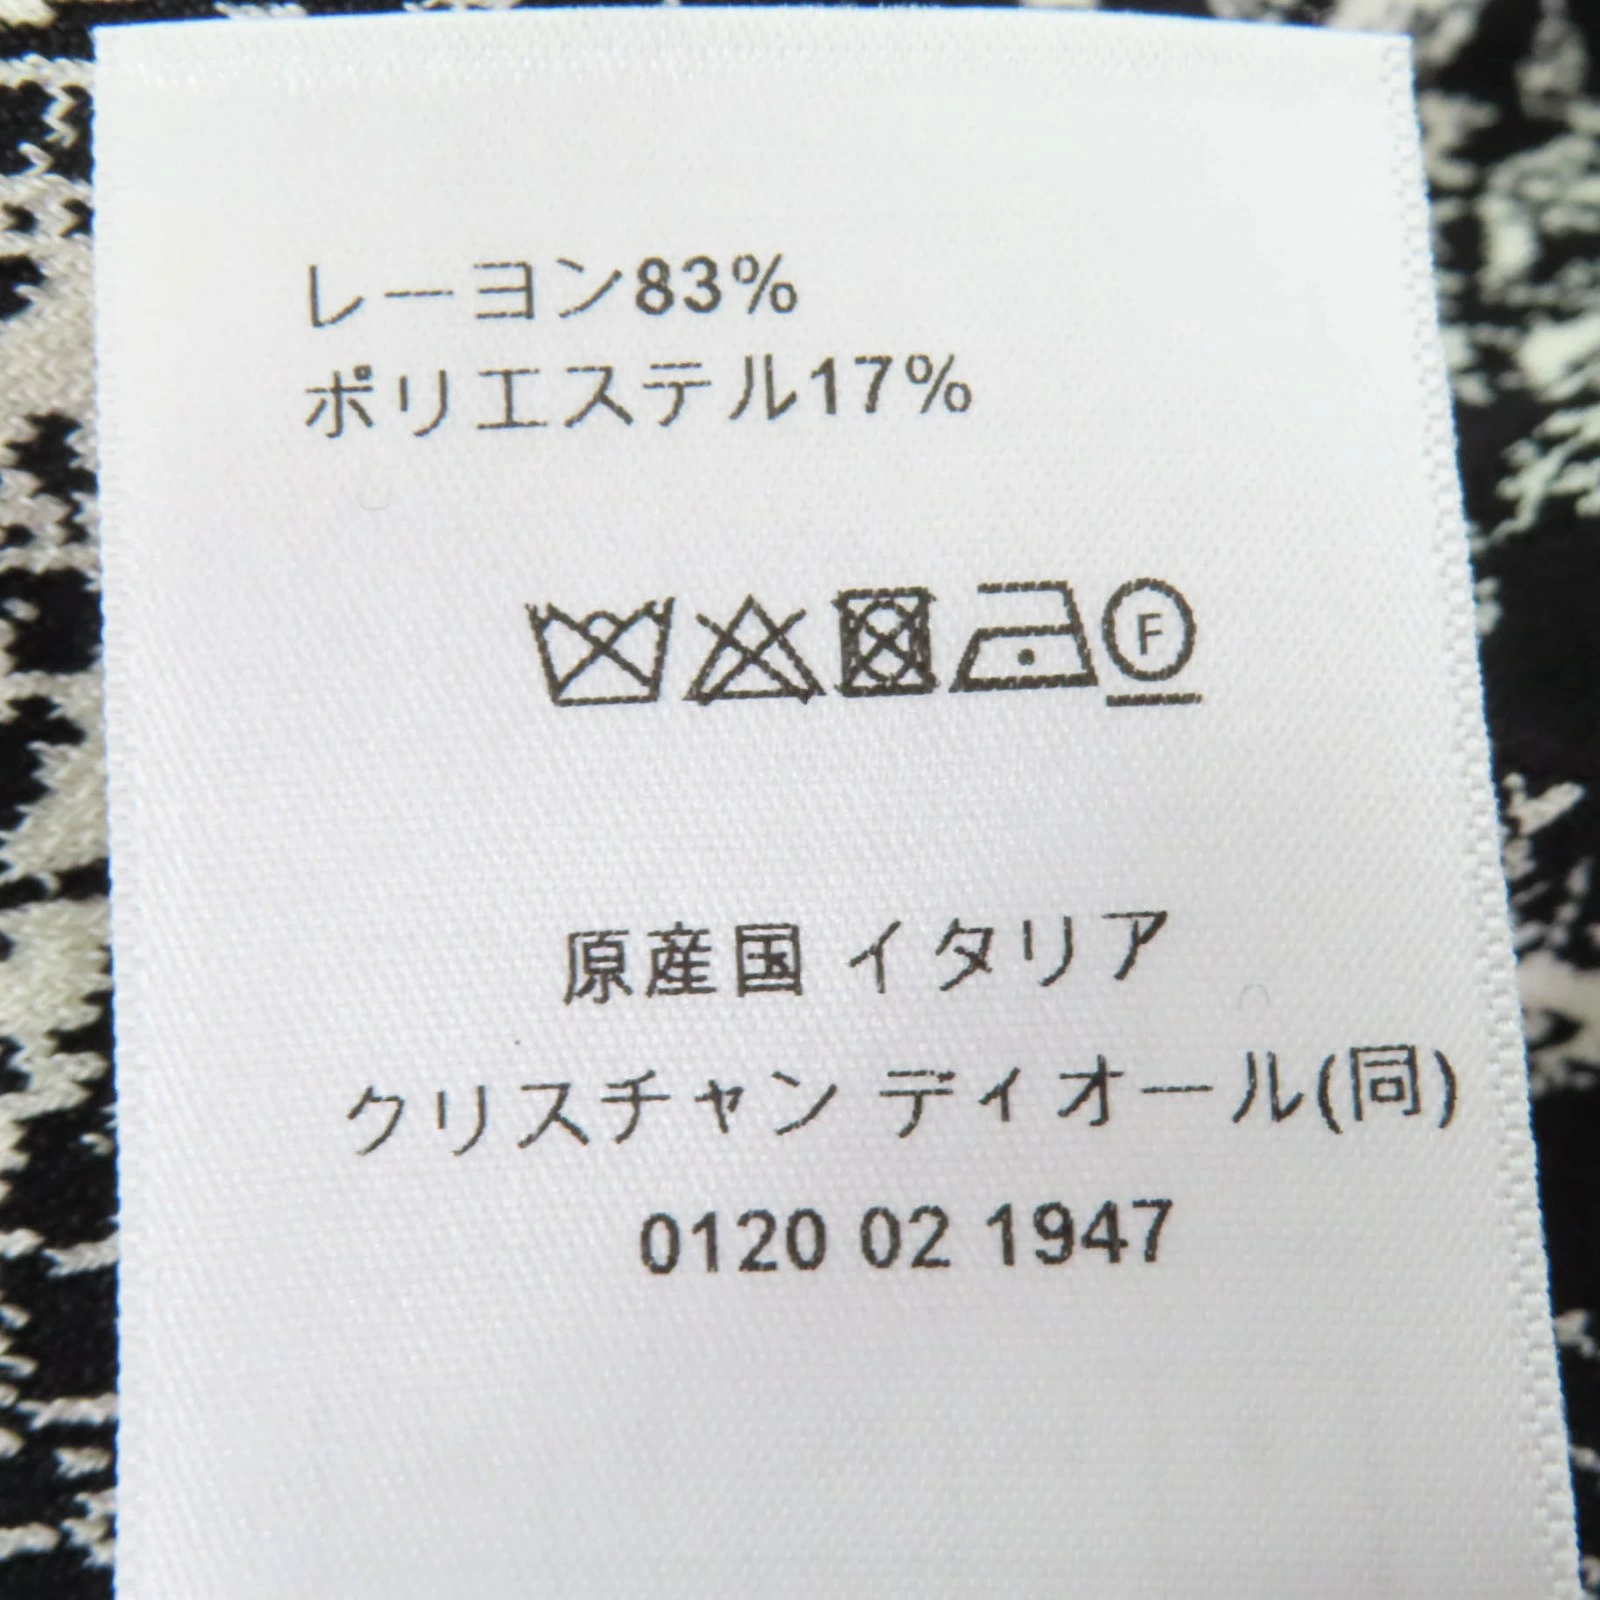 レーヨン83%
ポリエステル17%
F
原産国 イタリア
クリスチャン ディオール(同)
0120 02 1947